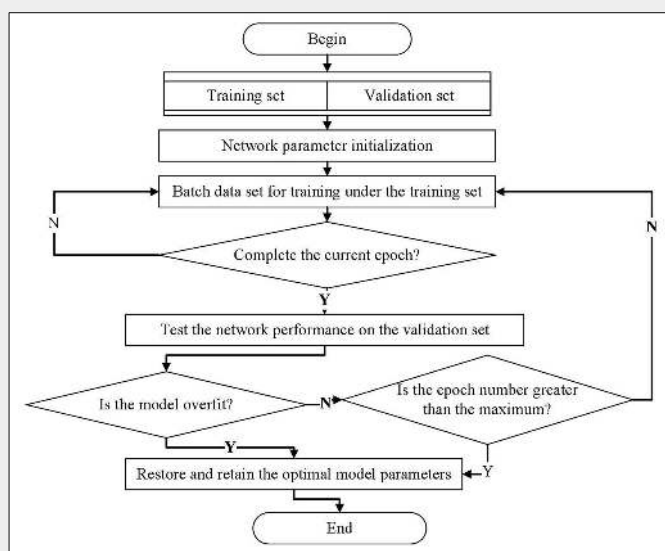 Begin
Training set
Validation set
Network parameter initialization
Batch data set for training under the training set
N
N
Complete the current epoch?
Y
Test the network performance on the validation set
Is the model overfit?
N
Is the epoch number greater
than the maximum?
Y
Y
Restore and retain the optimal model parameters
End